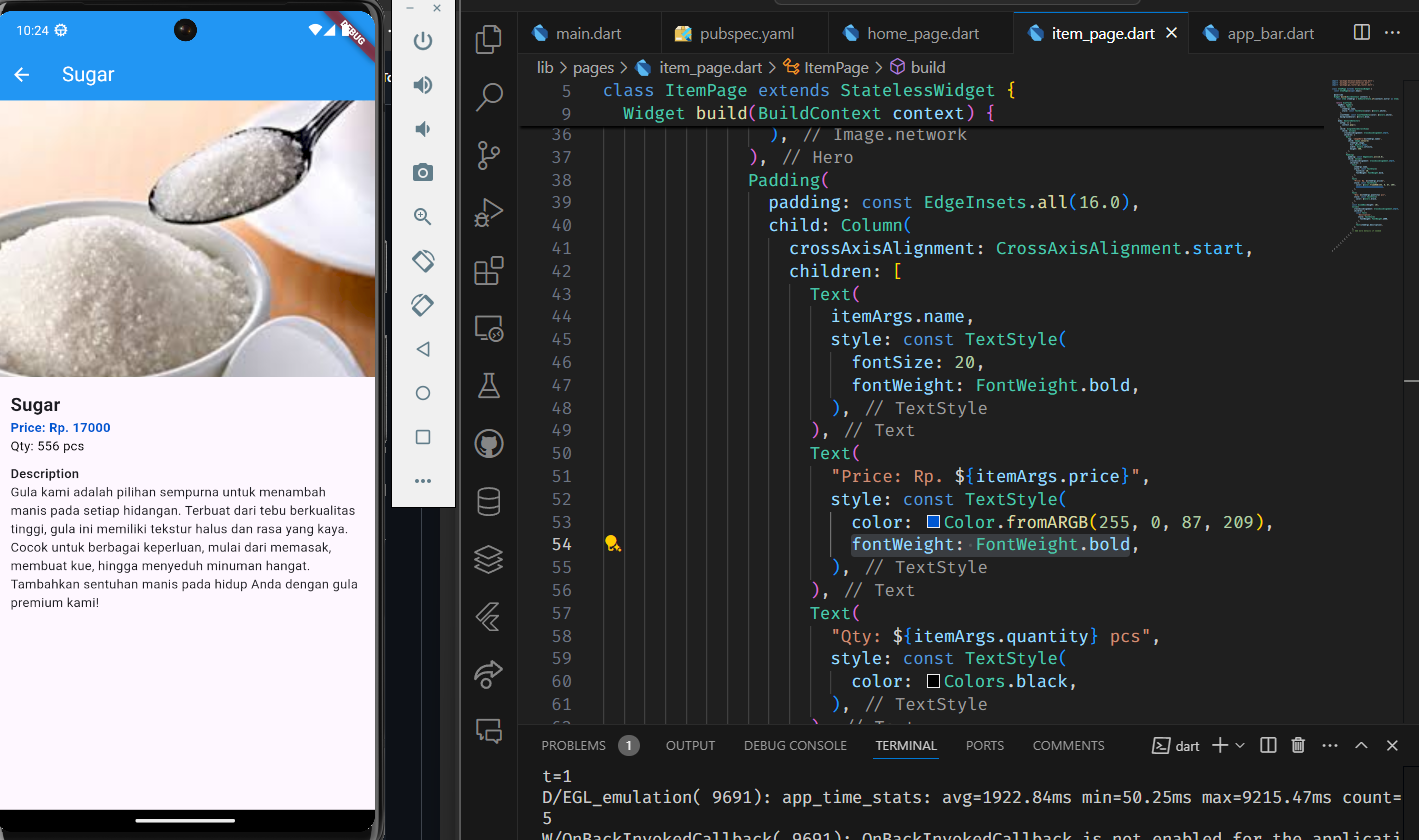 10:24
DEBUG
Sugar
Sugar
Price: Rp. 17000
Qty: 556 pcs
Description
Gula kami adalah pilihan sempurna untuk menambah
manis pada setiap hidangan. Terbuat dari tebu berkualitas
tinggi, gula ini memiliki tekstur halus dan rasa yang kaya.
Cocok untuk berbagai keperluan, mulai dari memasak,
membuat kue, hingga menyeduh minuman hangat.
Tambahkan sentuhan manis pada hidup Anda dengan gula
premium kami!
main.dart
pubspec.yaml
home_page.dart
item_page.dart
app_bar.dart
lib > pages > item_page.dart > ItemPage > build
5 class ItemPage extends StatelessWidget {
9 Widget build(BuildContext context) {
36 ), // Image.network
37 ), // Hero
38 Padding(
39 padding: const EdgeInsets.all(16.0),
40 child: Column(
41 crossAxisAlignment: CrossAxisAlignment.start,
42 children: [
43 Text(
44 itemArgs.name,
45 style: const TextStyle(
46 fontSize: 20,
47 fontWeight: FontWeight.bold,
48 ), // TextStyle
49 ), // Text
50 Text(
51 "Price: Rp. ${itemArgs.price}",
52 style: const TextStyle(
53 color: Color.fromARGB(255, 0, 87, 209),
54 fontWeight: FontWeight.bold,
55 ), // TextStyle
56 ), // Text
57 Text(
58 "Qty: ${itemArgs.quantity} pcs",
59 style: const TextStyle(
60 color: Colors.black,
61 ), // TextStyle
PROBLEMS 1 OUTPUT DEBUG CONSOLE TERMINAL PORTS COMMENTS dart
t=1
D/EGL_emulation( 9691): app_time_stats: avg=1922.84ms min=50.25ms max=9215.47ms count=
5
W/OnBackInvokedCallback( 9691): OnBackInvokedCallback is not enabled for the applicati